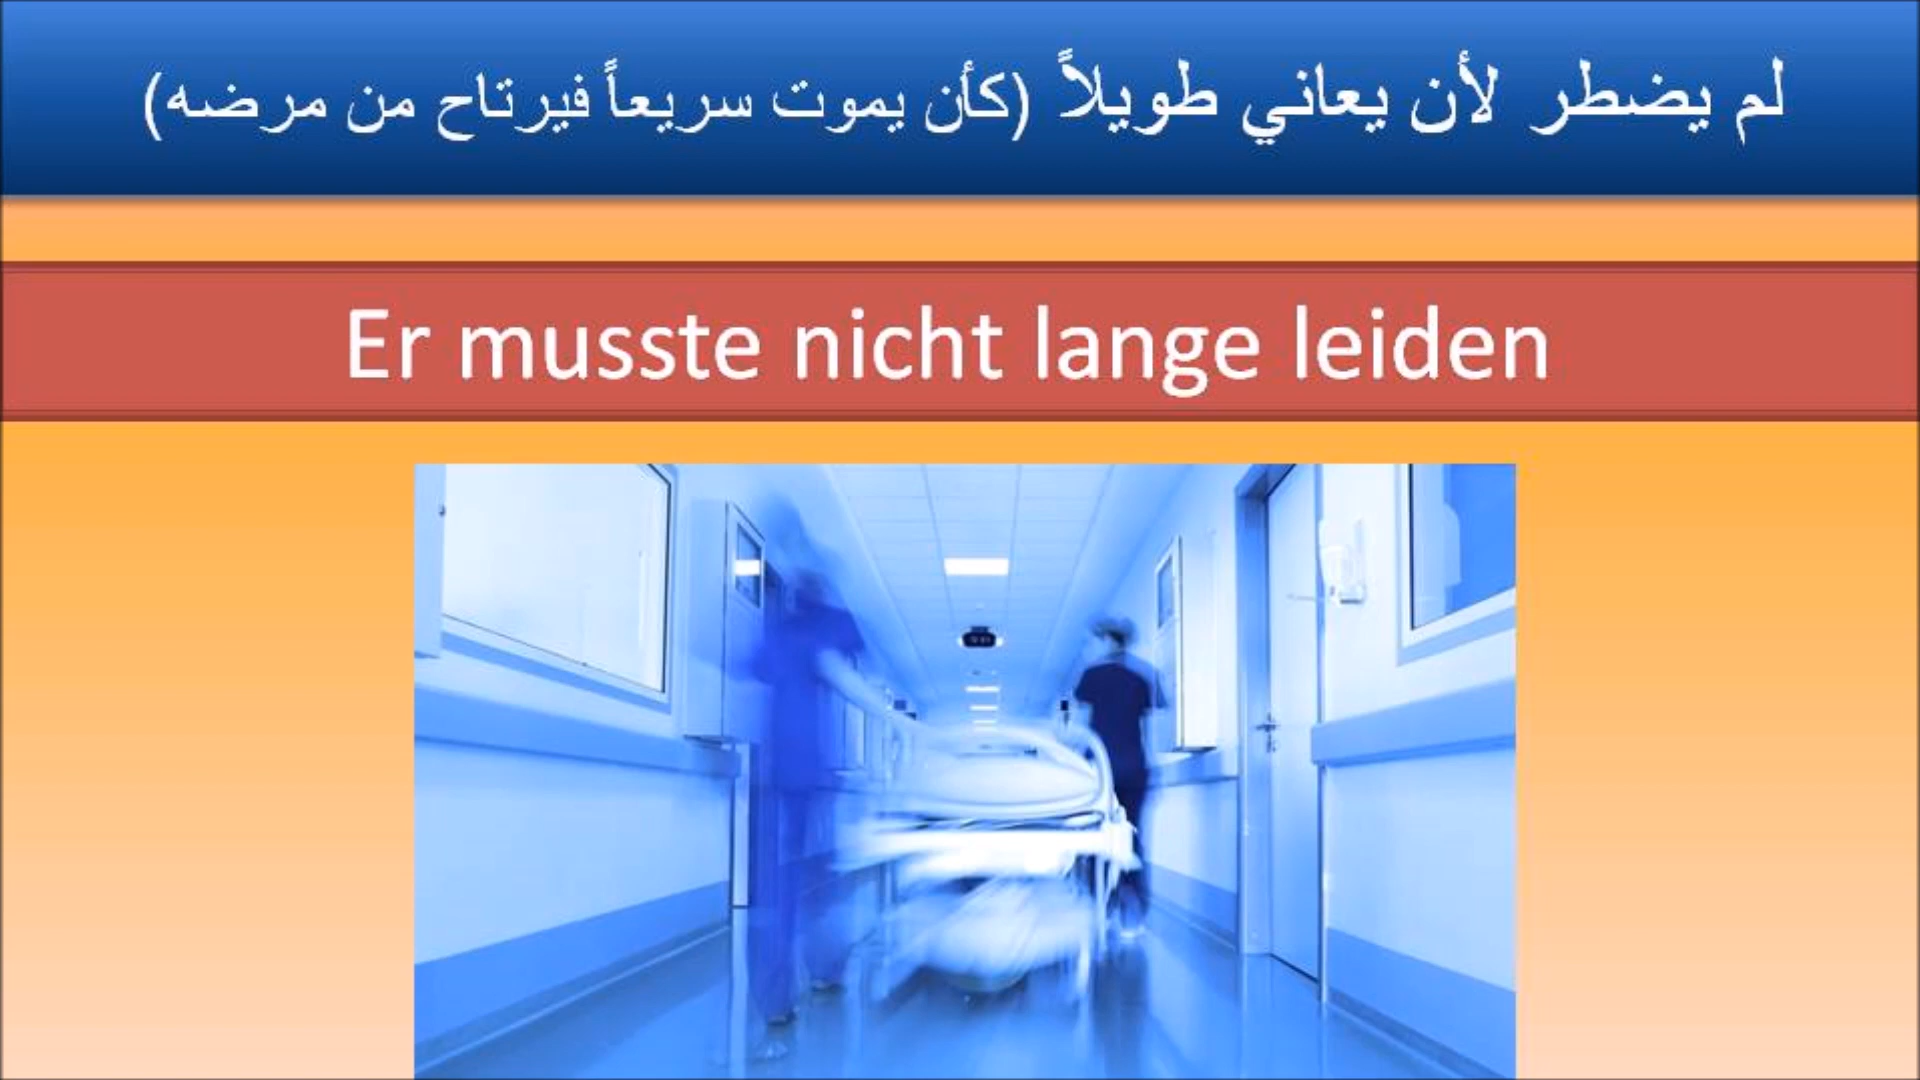 لم يضطر لأن يعاني طويلاً (كأن يموت سريعاً فيرتاح من مرضه)
Er musste nicht lange leiden